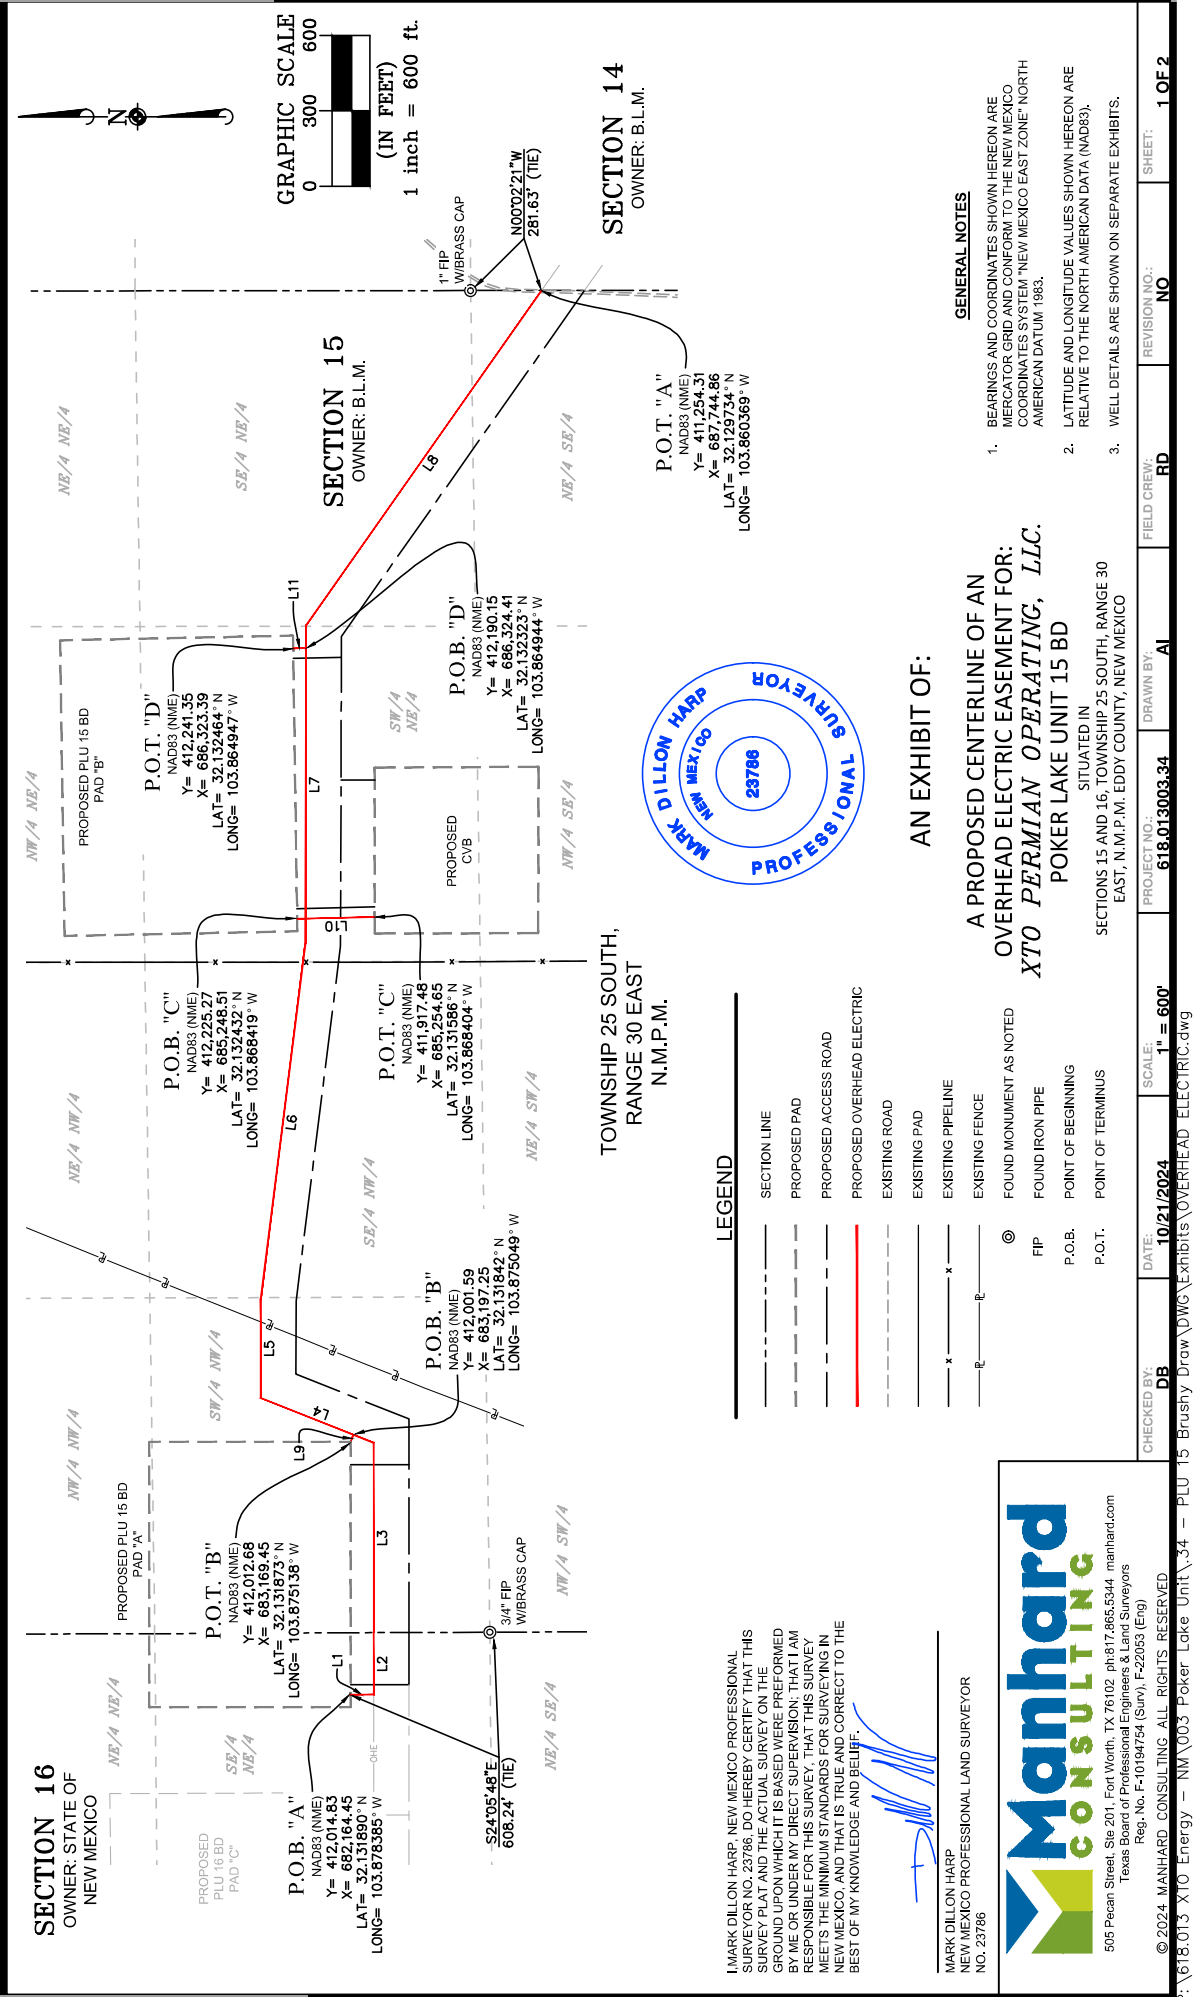 SECTION 16
OWNER: STATE OF
NEW MEXICO
NE/4 NE/4
SE/4
NE/4
NE/4 SE/4
PROPOSED
PLU 16 BD
PAD "C"
OHE
P.O.B. "A"
NAD83 (NME)
Y= 412,014.83
X= 682,164.45
LAT= 32.131890° N
LONG= 103.878385° W
S24°05'48"E
608.24' (TIE)
3/4" FIP
W/BRASS CAP
PROPOSED PLU 15 BD
PAD "A"
P.O.T. "B"
NAD83 (NME)
Y= 412,012.68
X= 683,169.45
LAT= 32.131873° N
LONG= 103.875138° W
L1
L2
L3
L9
L4
L5
NW/4 NW/4
SW/4 NW/4
NW/4 SW/4
P.O.B. "B"
NAD83 (NME)
Y= 412,001.59
X= 683,197.25
LAT= 32.131842° N
LONG= 103.875049° W
NE/4 NW/4
SE/4 NW/4
NE/4 SW/4
L6
P.O.B. "C"
NAD83 (NME)
Y= 412,225.27
X= 685,248.51
LAT= 32.132432° N
LONG= 103.868419° W
P.O.T. "C"
NAD83 (NME)
Y= 411,917.48
X= 685,254.65
LAT= 32.131586° N
LONG= 103.868404° W
TOWNSHIP 25 SOUTH,
RANGE 30 EAST
N.M.P.M.
NW/4 NE/4
PROPOSED PLU 15 BD
PAD "B"
L10
L7
PROPOSED
CVB
NW/4 SE/4
SW/4
NE/4
P.O.T. "D"
NAD83 (NME)
Y= 412,241.35
X= 686,323.39
LAT= 32.132464° N
LONG= 103.864947° W
L11
P.O.B. "D"
NAD83 (NME)
Y= 412,190.15
X= 686,324.41
LAT= 32.132323° N
LONG= 103.864944° W
NE/4 NE/4
SE/4 NE/4
NE/4 SE/4
SECTION 15
OWNER: B.L.M.
L8
P.O.T. "A"
NAD83 (NME)
Y= 411,254.31
X= 687,744.86
LAT= 32.129734° N
LONG= 103.860369° W
1" FIP
W/BRASS CAP
N00°02'21"W
281.63' (TIE)
SECTION 14
OWNER: B.L.M.
N
GRAPHIC SCALE
0 300 600
(IN FEET)
1 inch = 600 ft.
I, MARK DILLON HARP, NEW MEXICO PROFESSIONAL
SURVEYOR NO. 23786, DO HEREBY CERTIFY THAT THIS
SURVEY PLAT AND THE ACTUAL SURVEY ON THE
GROUND UPON WHICH IT IS BASED WERE PREFORMED
BY ME OR UNDER MY DIRECT SUPERVISION; THAT I AM
RESPONSIBLE FOR THIS SURVEY, THAT THIS SURVEY
MEETS THE MINIMUM STANDARDS FOR SURVEYING IN
NEW MEXICO, AND THAT IS TRUE AND CORRECT TO THE
BEST OF MY KNOWLEDGE AND BELIEF.
MARK DILLON HARP
NEW MEXICO PROFESSIONAL LAND SURVEYOR
NO. 23786
LEGEND
SECTION LINE
PROPOSED PAD
PROPOSED ACCESS ROAD
PROPOSED OVERHEAD ELECTRIC
EXISTING ROAD
EXISTING PAD
EXISTING PIPELINE
EXISTING FENCE
FOUND MONUMENT AS NOTED
FIP FOUND IRON PIPE
P.O.B. POINT OF BEGINNING
P.O.T. POINT OF TERMINUS
MARK DILLON HARP
NEW MEXICO
23786
PROFESSIONAL SURVEYOR
AN EXHIBIT OF:
A PROPOSED CENTERLINE OF AN
OVERHEAD ELECTRIC EASEMENT FOR:
XTO PERMIAN OPERATING, LLC.
POKER LAKE UNIT 15 BD
SITUATED IN
SECTIONS 15 AND 16, TOWNSHIP 25 SOUTH, RANGE 30
EAST, N.M.P.M. EDDY COUNTY, NEW MEXICO
GENERAL NOTES
1. BEARINGS AND COORDINATES SHOWN HEREON ARE
MERCATOR GRID AND CONFORM TO THE NEW MEXICO
COORDINATES SYSTEM "NEW MEXICO EAST ZONE" NORTH
AMERICAN DATUM 1983.
2. LATITUDE AND LONGITUDE VALUES SHOWN HEREON ARE
RELATIVE TO THE NORTH AMERICAN DATA (NAD83).
3. WELL DETAILS ARE SHOWN ON SEPARATE EXHIBITS.
Manhard
CONSULTING
505 Pecan Street, Ste 201, Fort Worth, TX 76102 ph:817.865.5344 manhard.com
Texas Board of Professional Engineers & Land Surveyors
Reg. No. F-10194754 (Surv), F-22053 (Eng)
© 2024 MANHARD CONSULTING ALL RIGHTS RESERVED
CHECKED BY: DB
DATE: 10/21/2024
SCALE: 1" = 600'
PROJECT NO.: 618.013003.34
DRAWN BY: AI
FIELD CREW: RD
REVISION NO.: NO
SHEET: 1 OF 2
P:\618.013 XTO Energy – NM\003 Poker Lake Unit\.34 – PLU 15 Brushy Draw\DWG\Exhibits\OVERHEAD ELECTRIC.dwg